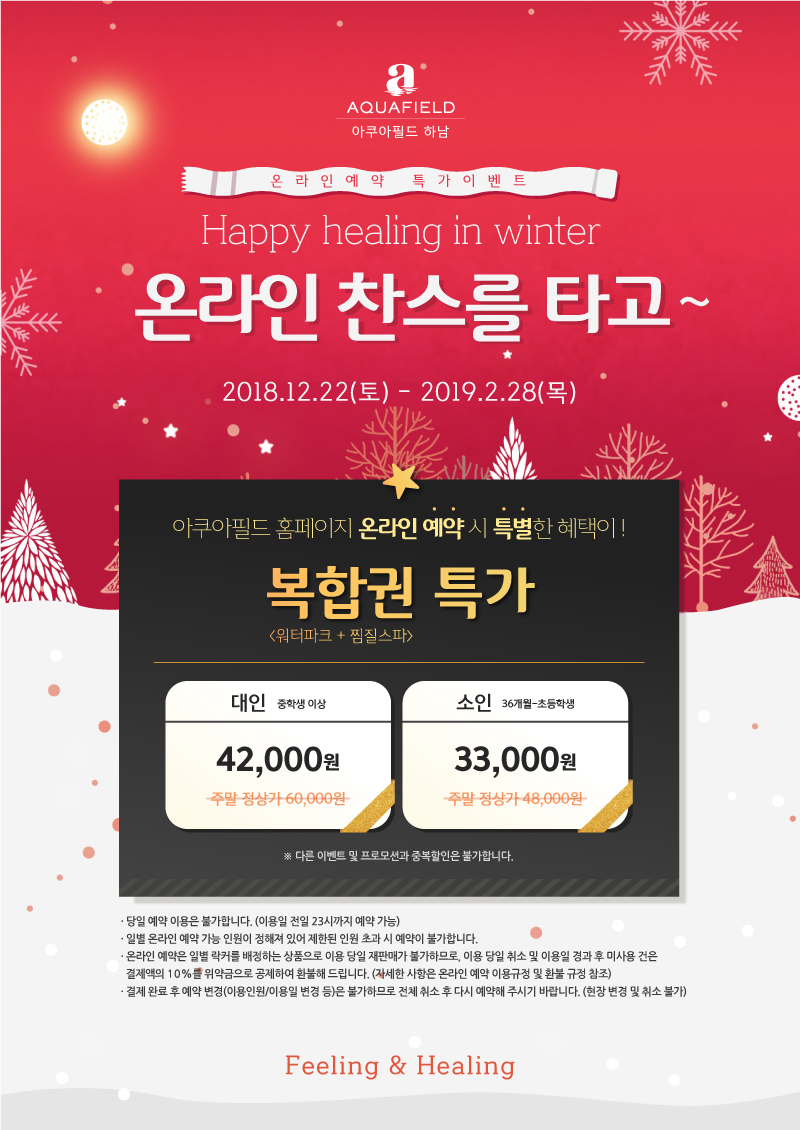 a
AQUAFIELD
아쿠아필드 하남
온라인예약 특가이벤트
Happy healing in winter
온라인 찬스를 타고~
2018.12.22(토) - 2019.2.28(목)
아쿠아필드 홈페이지 온라인 예약 시 특별한 혜택이!
복합권 특가
<워터파크 + 찜질스파>
대인 중학생 이상
42,000원
주말 정상가 60,000원
소인 36개월-초등학생
33,000원
주말 정상가 48,000원
※ 다른 이벤트 및 프로모션과 중복할인은 불가합니다.
· 당일 예약 이용은 불가합니다. (이용일 전일 23시까지 예약 가능)
· 일별 온라인 예약 가능 인원이 정해져 있어 제한된 인원 초과 시 예약이 불가합니다.
· 온라인 예약은 일별 락커를 배정하는 상품으로 이용 당일 재판매가 불가하므로, 이용 당일 취소 및 이용일 경과 후 미사용 건은
결제액의 10%를 위약금으로 공제하여 환불해 드립니다. (자세한 사항은 온라인 예약 이용규정 및 환불 규정 참조)
· 결제 완료 후 예약 변경(이용인원/이용일 변경 등)은 불가하므로 전체 취소 후 다시 예약해 주시기 바랍니다. (현장 변경 및 취소 불가)
Feeling & Healing